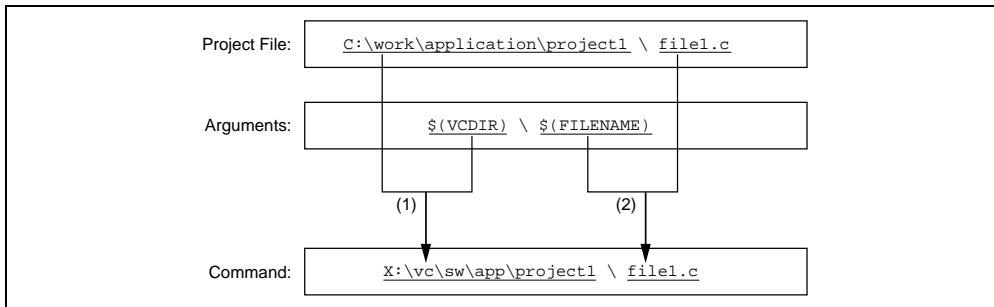 Project File: C:\work\application\project1 \ file1.c
Arguments: $(VCDIR) \ $(FILENAME)
(1) (2)
Command: X:\vc\sw\app\project1 \ file1.c